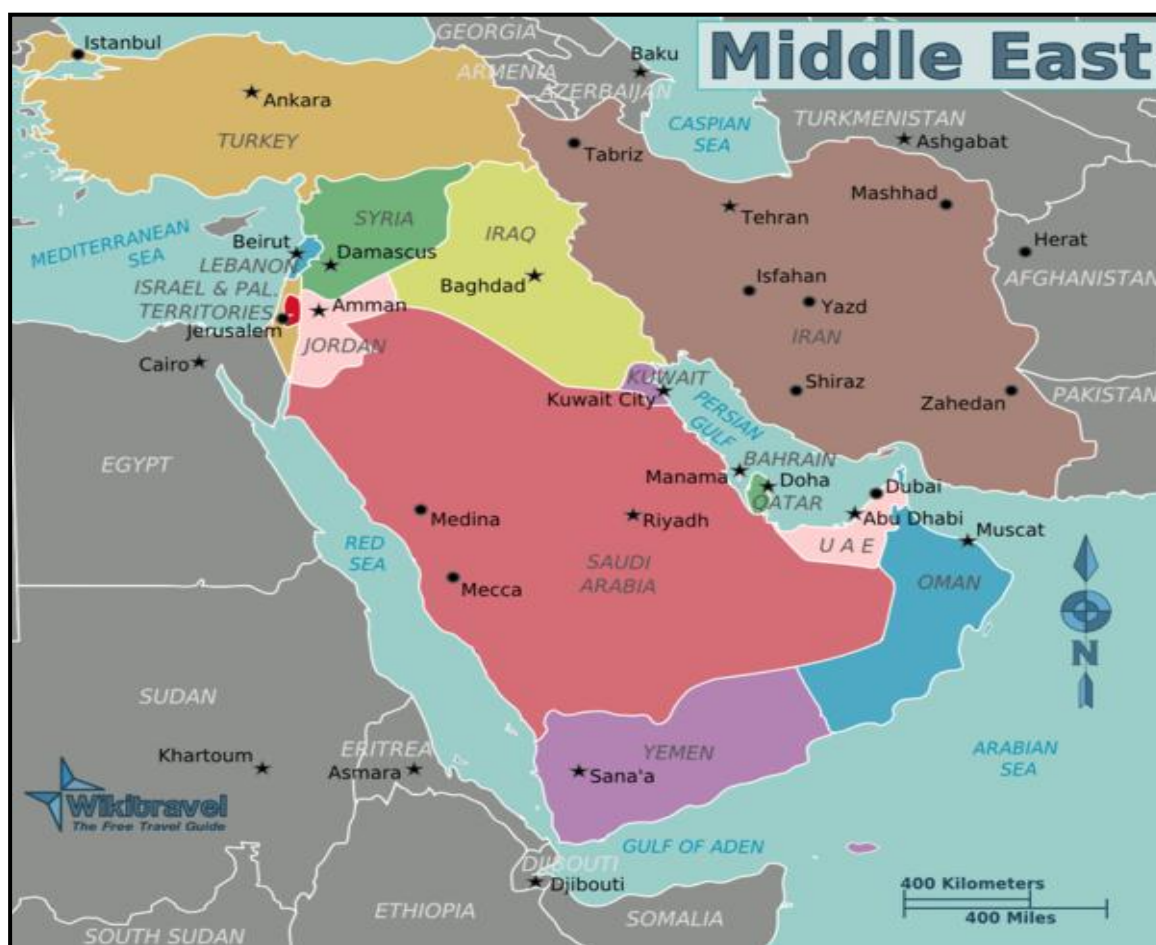 Middle East
Istanbul
GEORGIA
Baku
ARMENIA
AZERBAIJAN
Ankara
TURKEY
CASPIAN
SEA
TURKMENISTAN
Ashgabat
Tabriz
Mashhad
Tehran
SYRIA
IRAQ
MEDITERRANEAN
SEA
Beirut
Damascus
LEBANON
Herat
AFGHANISTAN
Isfahan
Yazd
Baghdad
ISRAEL & PAL.
TERRITORIES
Amman
Jerusalem
JORDAN
IRAN
Cairo
KUWAIT
Kuwait City
Shiraz
Zahedan
PAKISTAN
PERSIAN
GULF
EGYPT
BAHRAIN
Manama
Doha
QATAR
Dubai
Abu Dhabi
Muscat
Medina
Riyadh
RED
SEA
U A E
SAUDI
ARABIA
Mecca
OMAN
N
SUDAN
Khartoum
ERITREA
Asmara
YEMEN
Sana'a
ARABIAN
SEA
Wikitravel
The Free Travel Guide
GULF OF ADEN
DJIBOUTI
Djibouti
ETHIOPIA
SOMALIA
SOUTH SUDAN
400 Kilometers
400 Miles